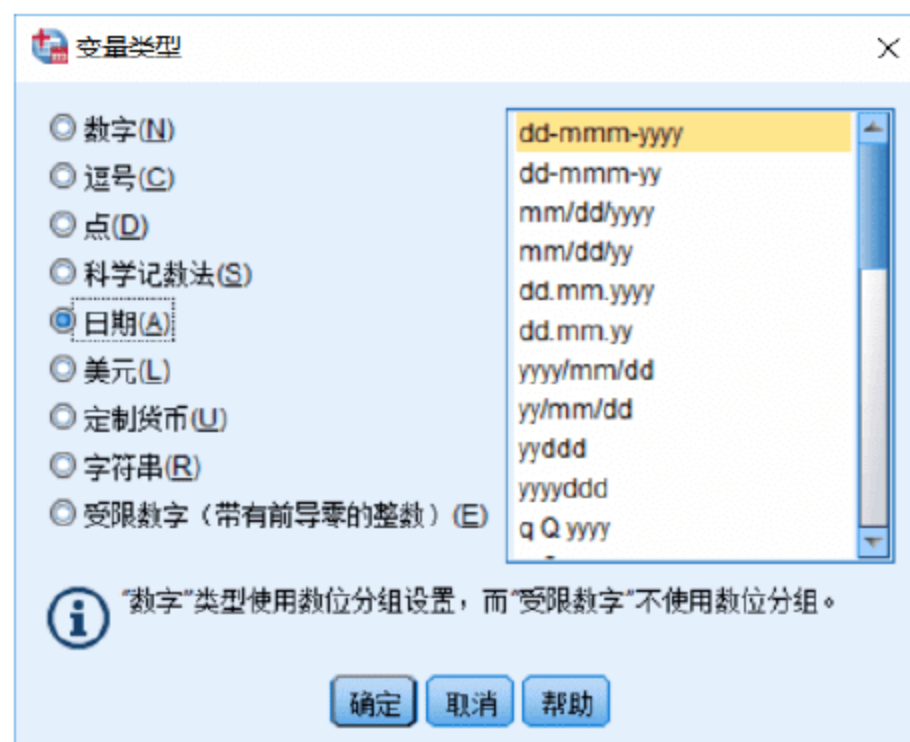 变量类型
数字(N)
逗号(C)
点(D)
科学记数法(S)
日期(A)
美元(L)
定制货币(U)
字符串(R)
受限数字（带有前导零的整数）(E)
dd-mmm-yyyy
dd-mmm-yy
mm/dd/yyyy
mm/dd/yy
dd.mm.yyyy
dd.mm.yy
yyyy/mm/dd
yy/mm/dd
yyddd
yyyyddd
q Q yyyy
"数字"类型使用数位分组设置，而"受限数字"不使用数位分组。
确定 取消 帮助